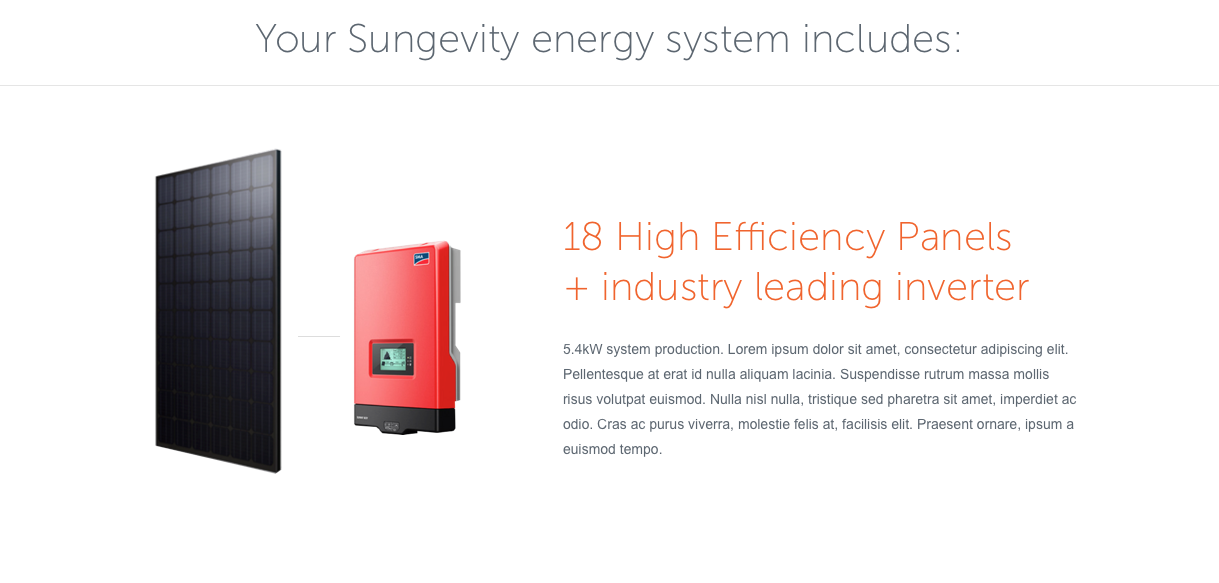 Your Sungevity energy system includes:
18 High Efficiency Panels
+ industry leading inverter
5.4kW system production. Lorem ipsum dolor sit amet, consectetur adipiscing elit.
Pellentesque at erat id nulla aliquam lacinia. Suspendisse rutrum massa mollis
risus volutpat euismod. Nulla nisl nulla, tristique sed pharetra sit amet, imperdiet ac
odio. Cras ac purus viverra, molestie felis at, facilisis elit. Praesent ornare, ipsum a
euismod tempo.
SMA